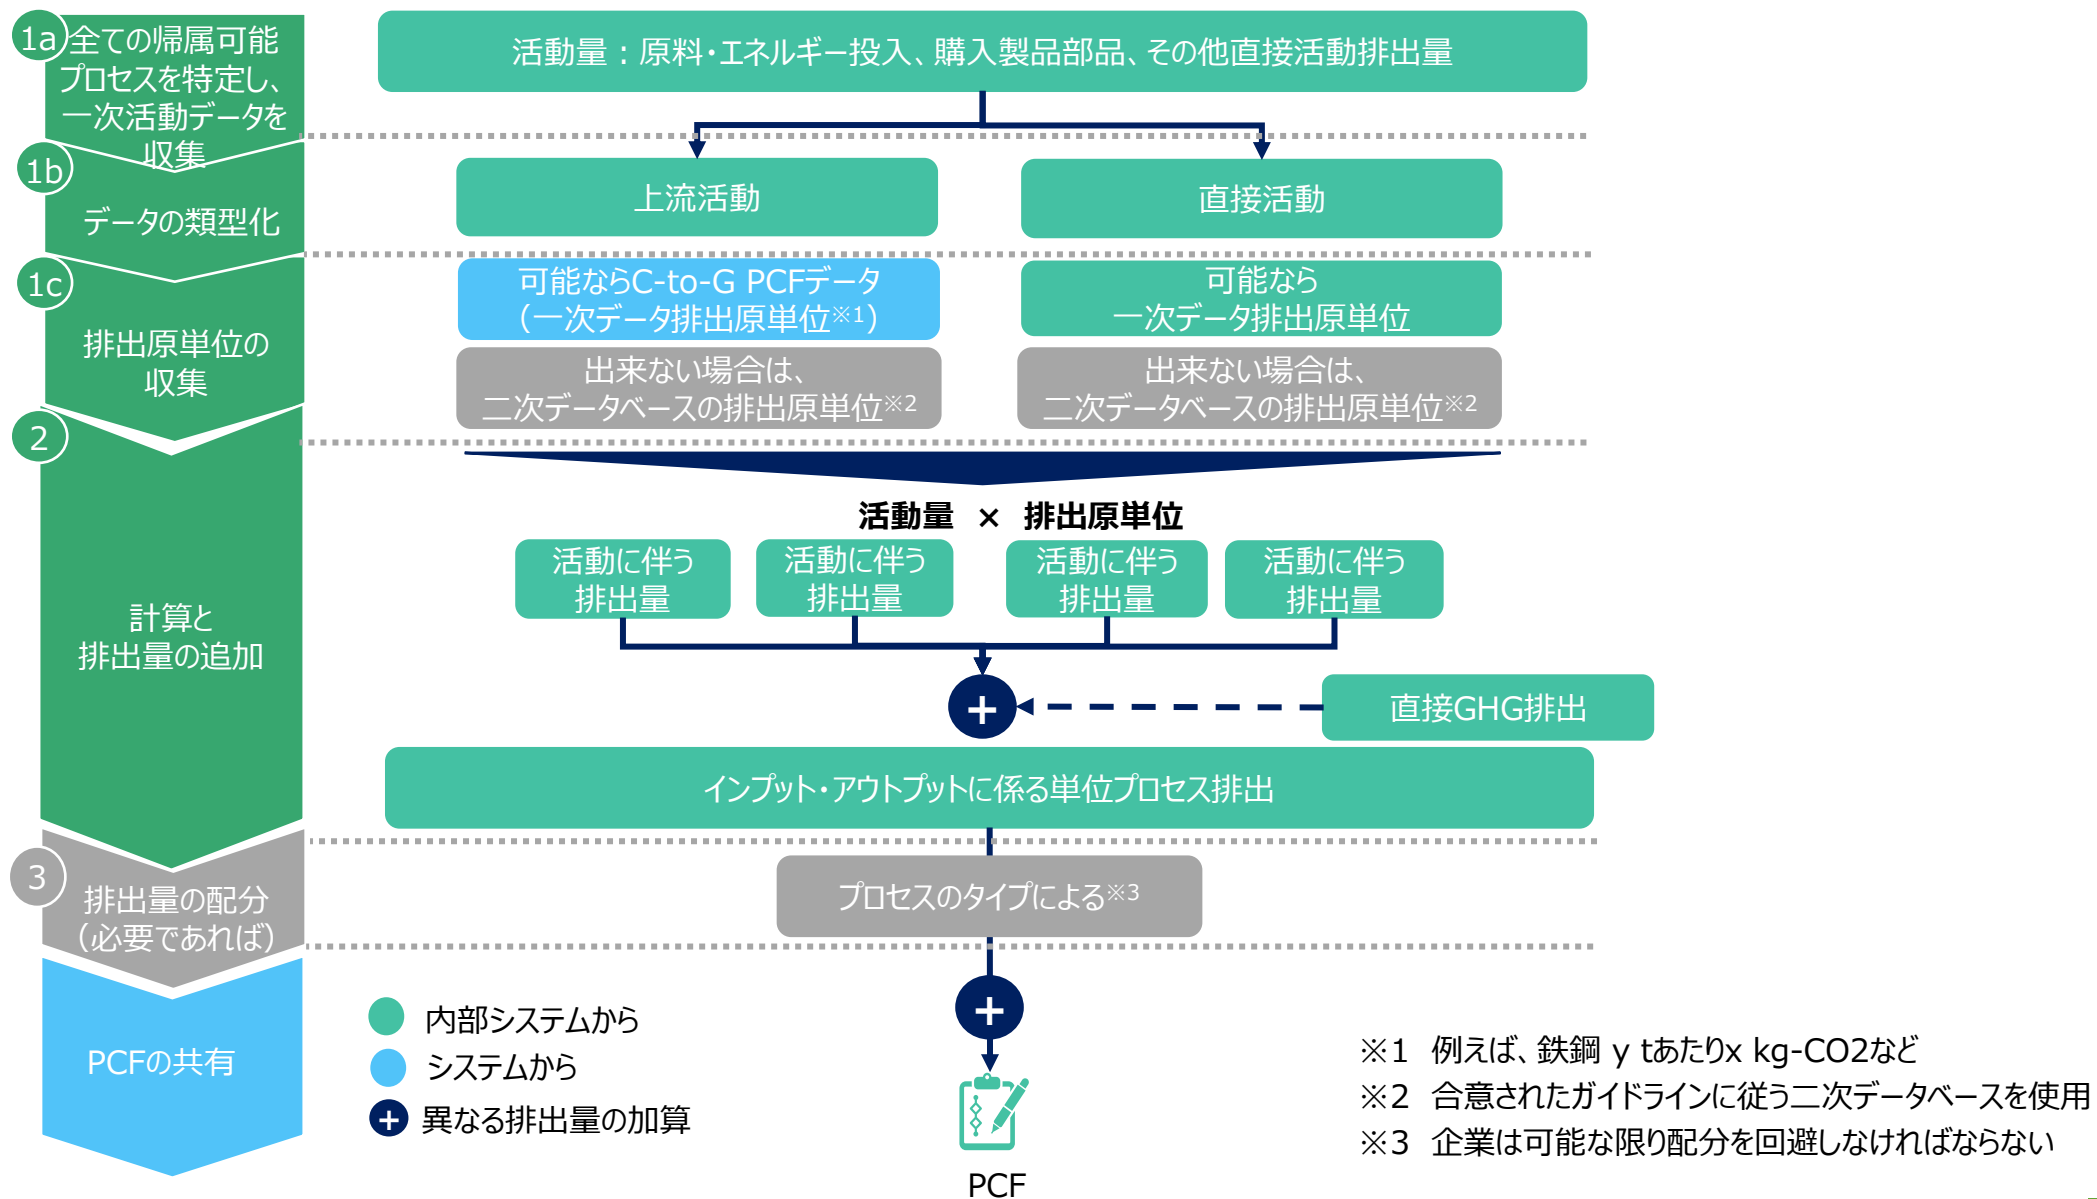 1a
全ての帰属可能
プロセスを特定し、
一次活動データを
収集
活動量：原料・エネルギー投入、購入製品部品、その他直接活動排出量
1b
データの類型化
上流活動
直接活動
1c
排出原単位の
収集
可能ならC-to-G PCFデータ
（一次データ排出原単位※1）
可能なら
一次データ排出原単位
出来ない場合は、
二次データベースの排出原単位※2
出来ない場合は、
二次データベースの排出原単位※2
2
計算と
排出量の追加
活動量 × 排出原単位
活動に伴う
排出量
活動に伴う
排出量
活動に伴う
排出量
活動に伴う
排出量
+
直接GHG排出
インプット・アウトプットに係る単位プロセス排出
3
排出量の配分
（必要であれば）
プロセスのタイプによる※3
PCFの共有
+
PCF
内部システムから
システムから
+ 異なる排出量の加算
※1 例えば、鉄鋼 y tあたりx kg-CO2など
※2 合意されたガイドラインに従う二次データベースを使用
※3 企業は可能な限り配分を回避しなければならない